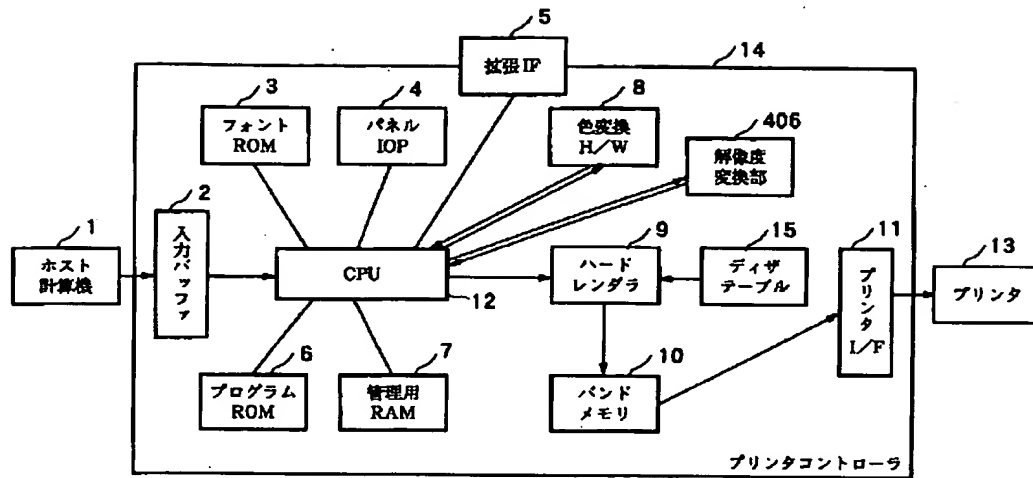 5
拡張IF
14
3
フォント
ROM
4
パネル
IOP
8
色変換
H/W
406
解像度
変換部
2
入力バッファ
1
ホスト
計算機
CPU
12
9
ハード
レンダラ
15
ディザ
テーブル
11
プリンタ
I/F
13
プリンタ
6
プログラム
ROM
7
管理用
RAM
10
バンド
メモリ
プリンタコントローラ